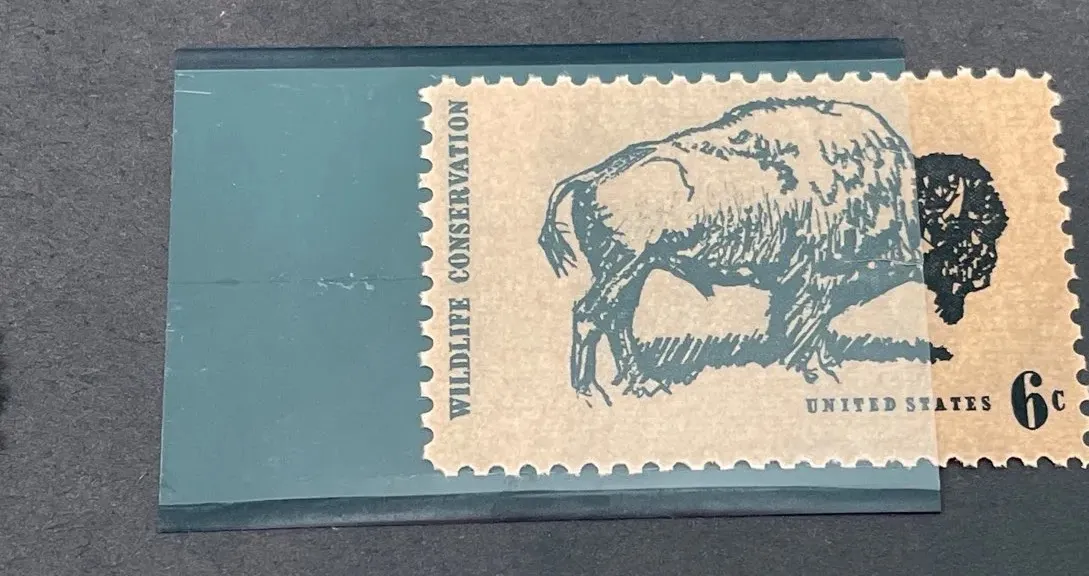 WILDLIFE CONSERVATION
UNITED STATES 6c